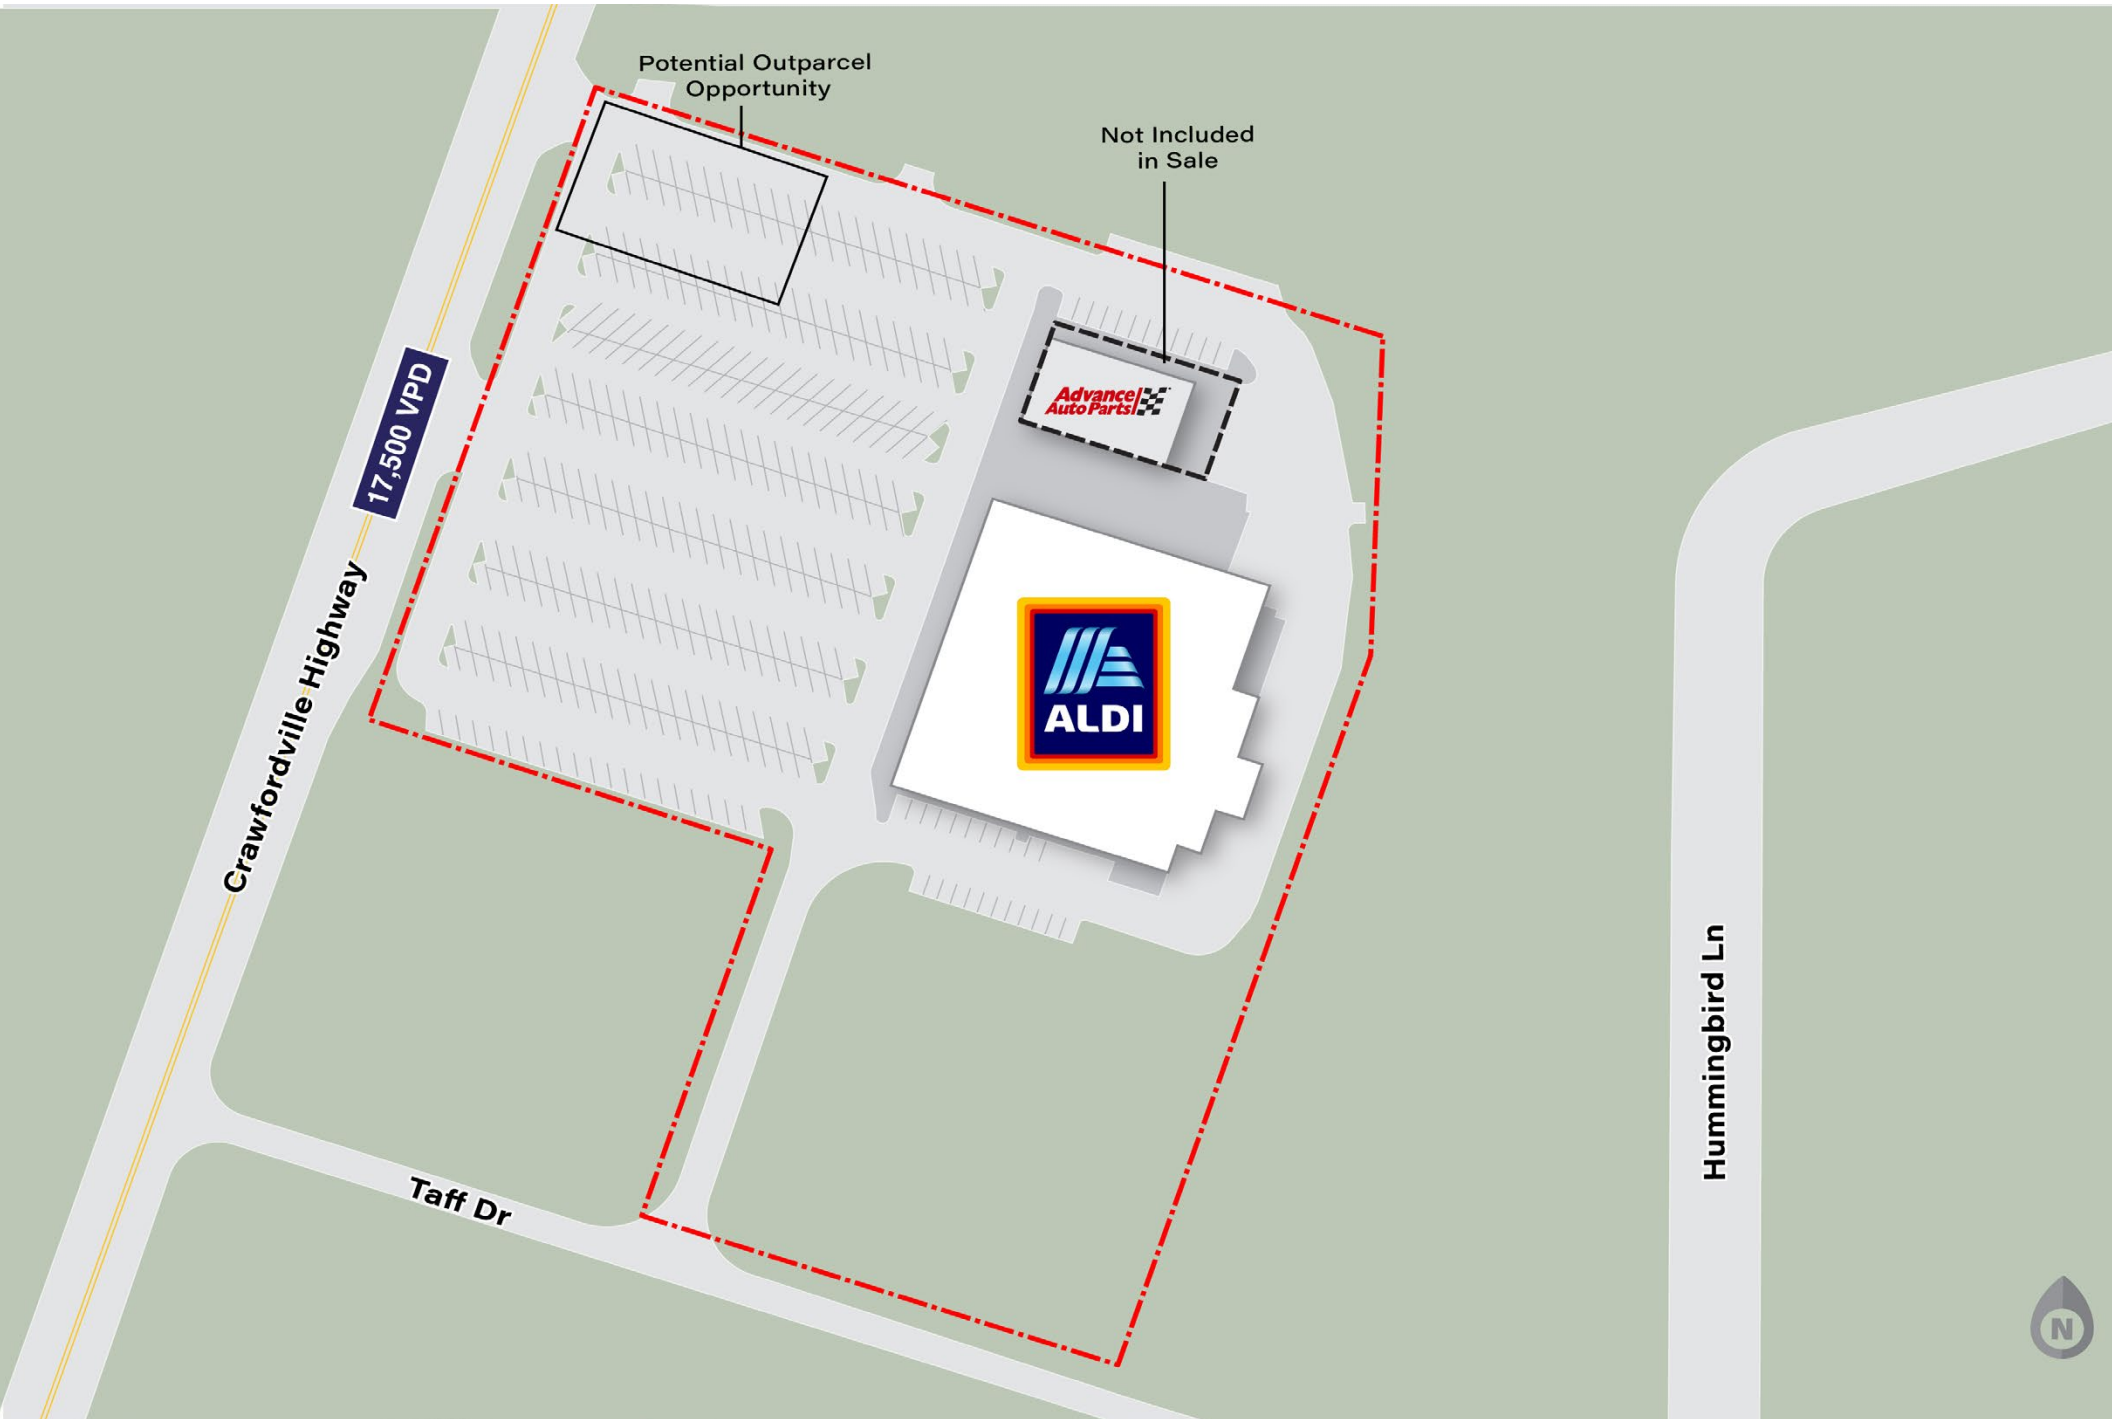 Potential Outparcel
Opportunity
Not Included
in Sale
17,500 VPD
Advance
Auto Parts
ALDI
Crawfordville Highway
Hummingbird Ln
Taff Dr
N